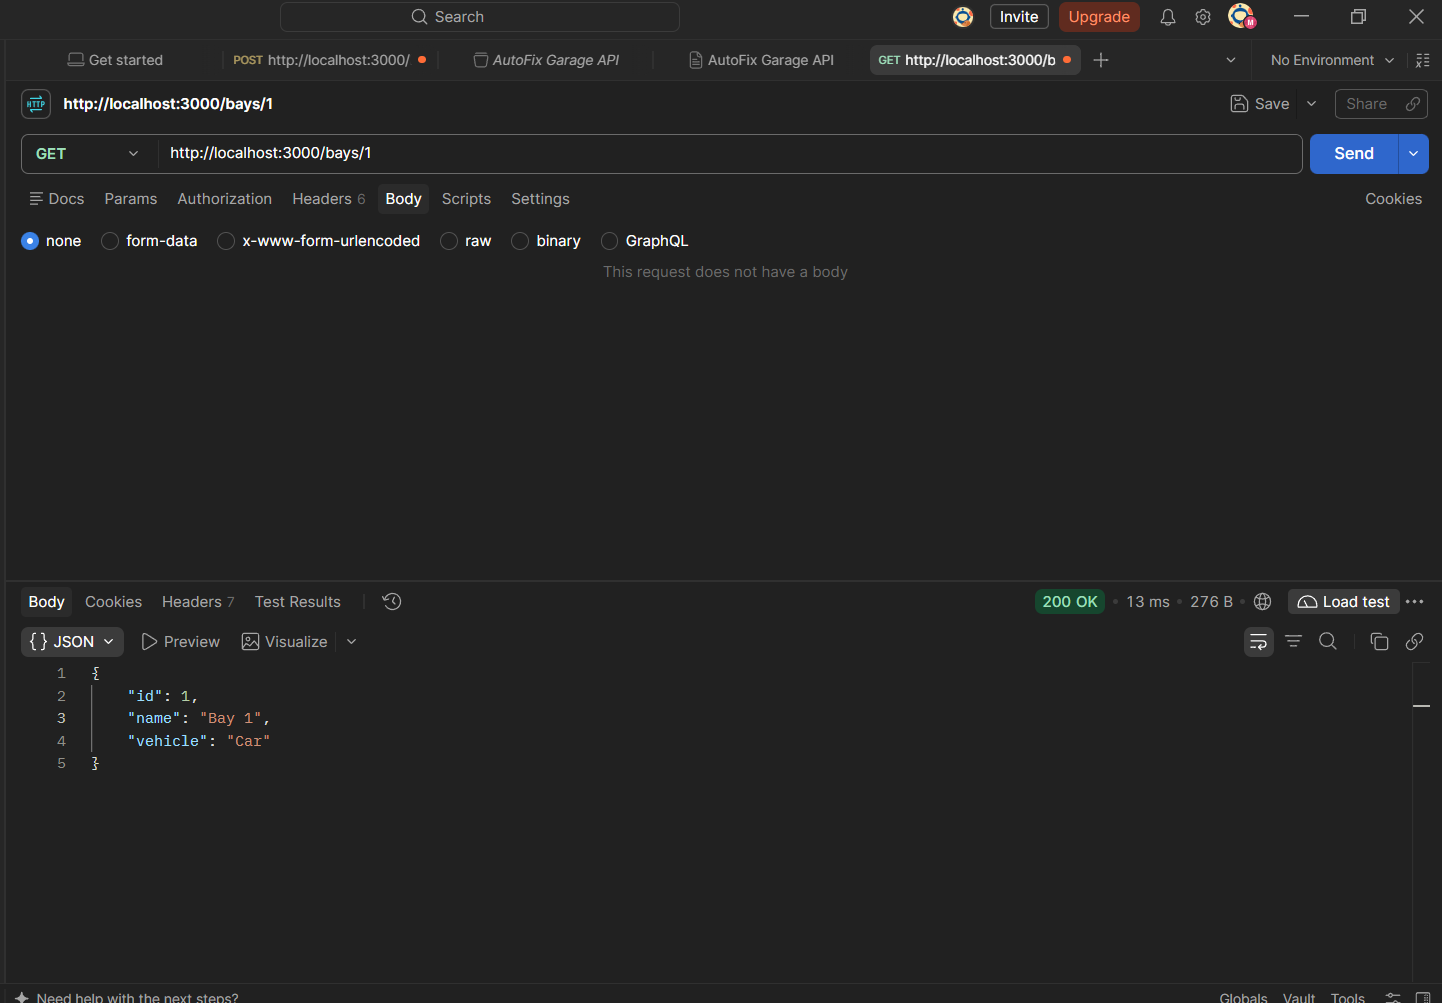 Search
Invite
Upgrade
M
Get started
POST http://localhost:3000/
AutoFix Garage API
AutoFix Garage API
GET http://localhost:3000/b
No Environment
HTTP
http://localhost:3000/bays/1
Save
Share
GET
http://localhost:3000/bays/1
Send
Docs
Params
Authorization
Headers 6
Body
Scripts
Settings
Cookies
none
form-data
x-www-form-urlencoded
raw
binary
GraphQL
This request does not have a body
Body
Cookies
Headers 7
Test Results
200 OK
13 ms
276 B
Load test
{} JSON
Preview
Visualize
1 {
2 "id": 1,
3 "name": "Bay 1",
4 "vehicle": "Car"
5 }
Need help with the next steps?
Globals
Vault
Tools